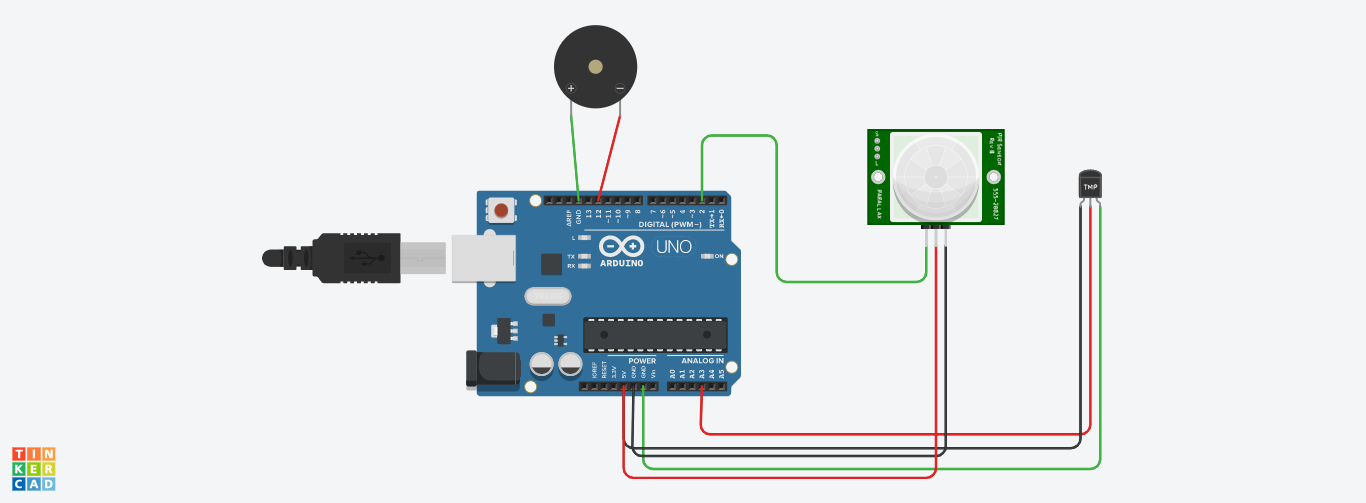 + −
PIR SENSOR
Rev B
555-28027
PARALLAX
TMP
AREF
GND
13
12
~11
~10
~9
8
7
~6
~5
4
~3
2
TX→1
RX←0
DIGITAL (PWM~)
L
TX
RX
UNO
ARDUINO
ON
POWER
ANALOG IN
IOREF
RESET
3.3V
5V
GND
GND
Vin
A0
A1
A2
A3
A4
A5
TIN
KER
CAD